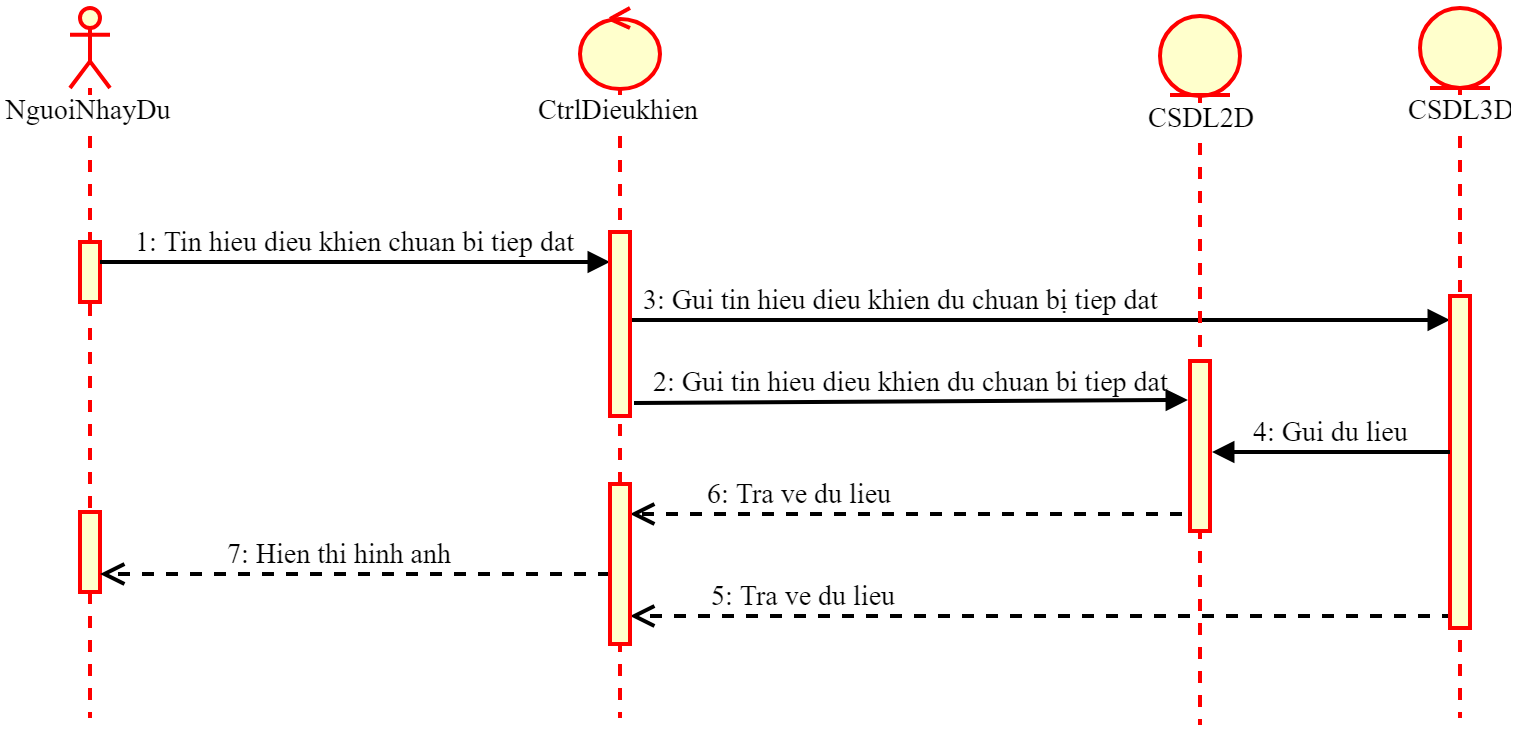 NguoiNhayDu
CtrlDieukhien
CSDL2D
CSDL3D
1: Tin hieu dieu khien chuan bi tiep dat
3: Gui tin hieu dieu khien du chuan bị tiep dat
2: Gui tin hieu dieu khien du chuan bi tiep dat
4: Gui du lieu
6: Tra ve du lieu
7: Hien thi hinh anh
5: Tra ve du lieu